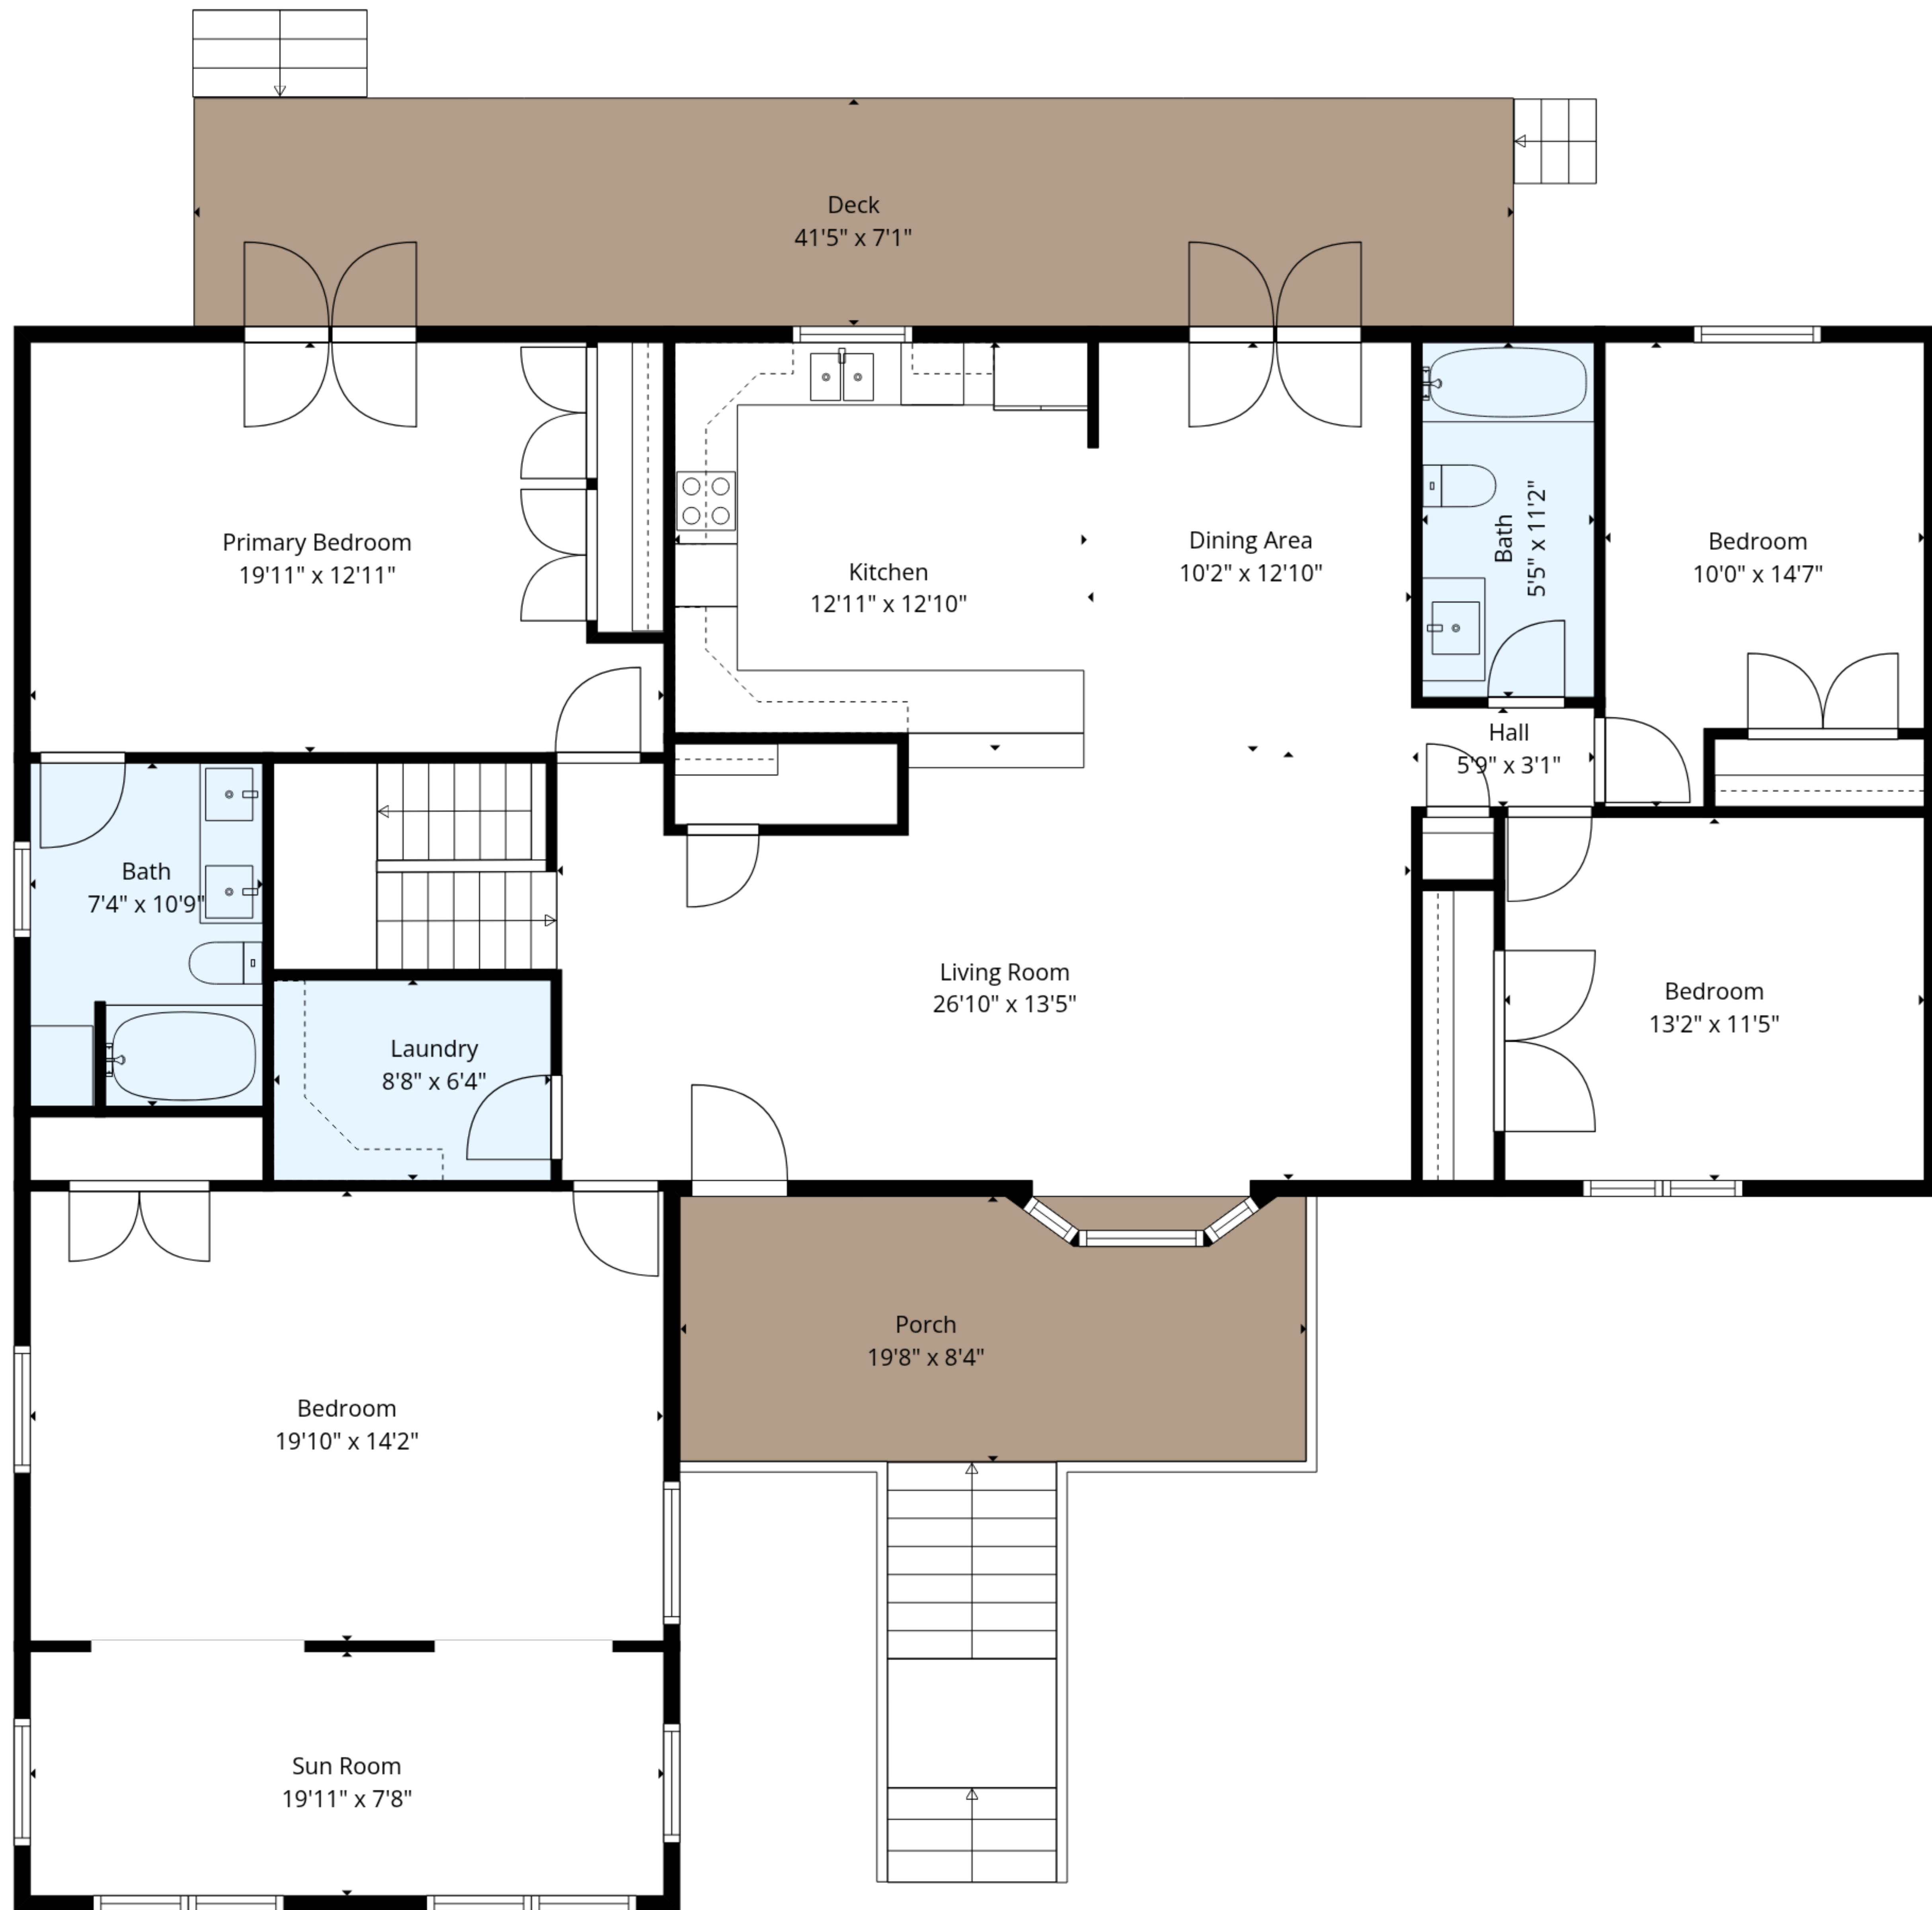 Deck
41'5" x 7'1"
Primary Bedroom
19'11" x 12'11"
Kitchen
12'11" x 12'10"
Dining Area
10'2" x 12'10"
Bath
5'5" x 11'2"
Bedroom
10'0" x 14'7"
Hall
5'9" x 3'1"
Bath
7'4" x 10'9"
Laundry
8'8" x 6'4"
Living Room
26'10" x 13'5"
Bedroom
13'2" x 11'5"
Porch
19'8" x 8'4"
Bedroom
19'10" x 14'2"
Sun Room
19'11" x 7'8"